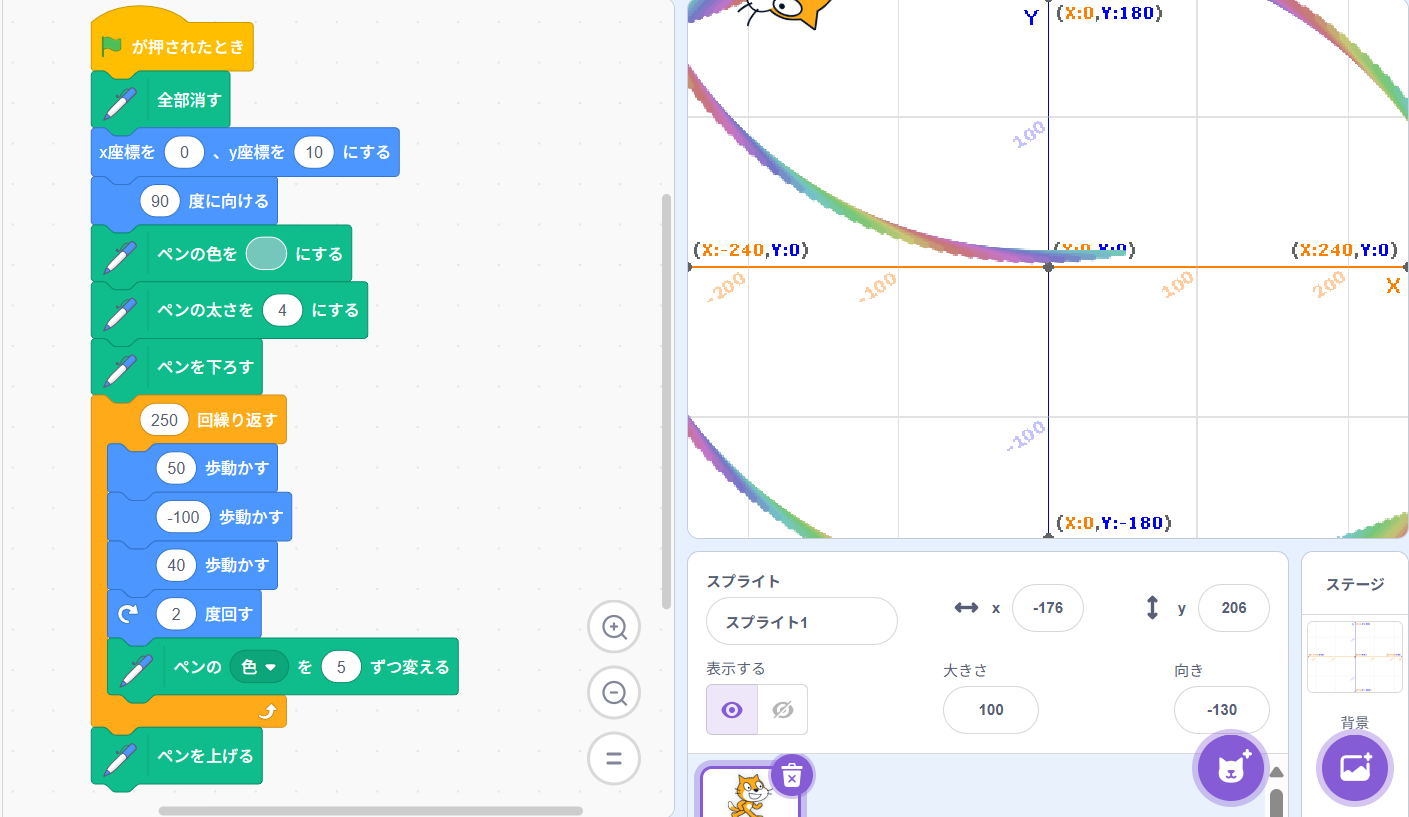 が押されたとき
全部消す
x座標を 0 、y座標を 10 にする
90 度に向ける
ペンの色を にする
ペンの太さを 4 にする
ペンを下ろす
250 回繰り返す
50 歩動かす
-100 歩動かす
40 歩動かす
2 度回す
ペンの 色 を 5 ずつ変える
ペンを上げる
Y (X:0,Y:180)
100
(X:-240,Y:0) (X:0,Y:0) (X:240,Y:0)
-200 -100 100 200 X
-100
(X:0,Y:-180)
スプライト
スプライト1
x -176
y 206
表示する
大きさ
100
向き
-130
ステージ
背景